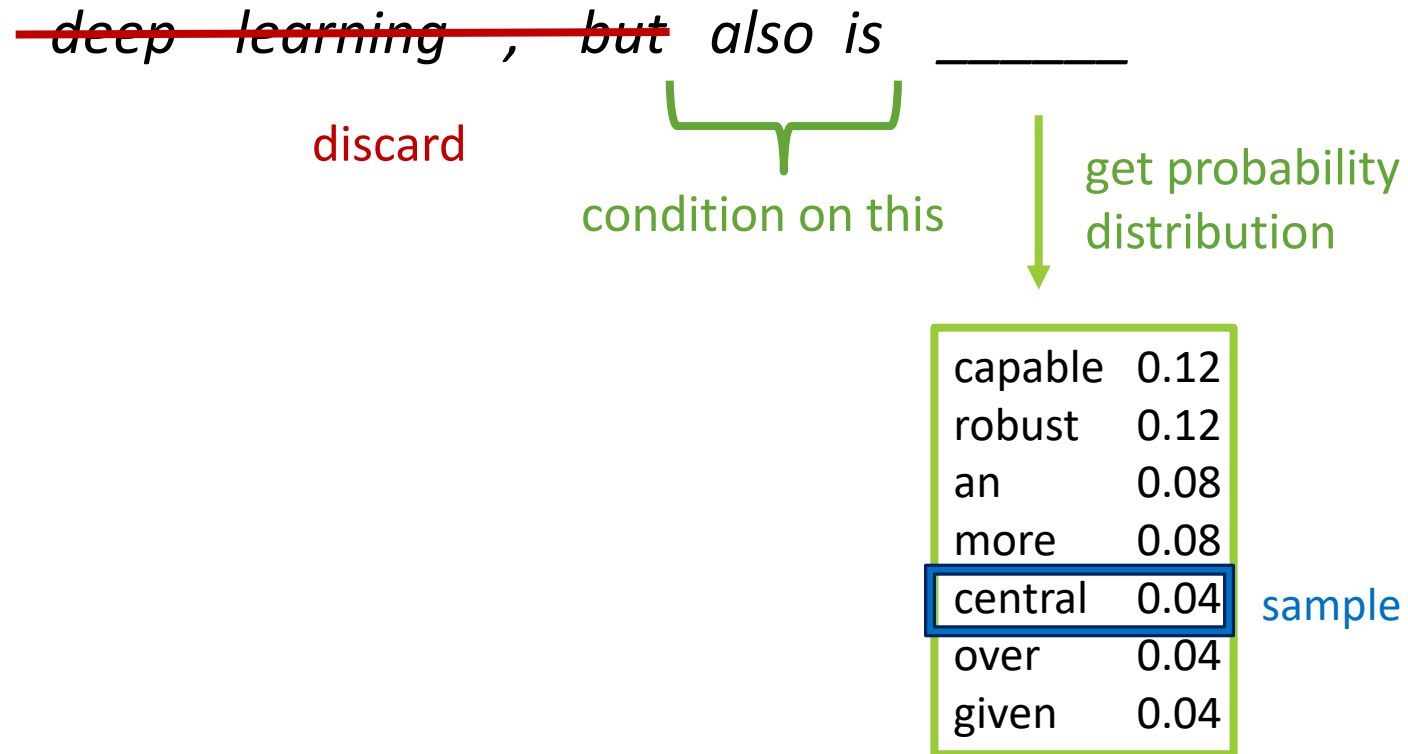 deep learning , but also is ______
discard
condition on this
get probability
distribution
capable 0.12
robust 0.12
an 0.08
more 0.08
central 0.04
sample
over 0.04
given 0.04